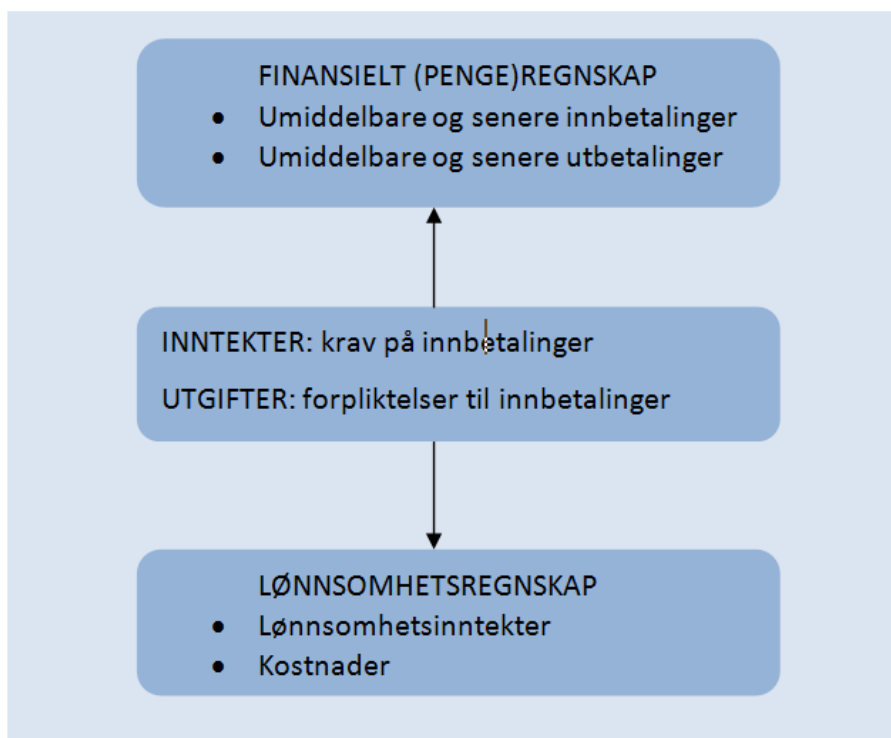 FINANSIELT (PENGE)REGNSKAP
• Umiddelbare og senere innbetalinger
• Umiddelbare og senere utbetalinger
INNTEKTER: krav på innbetalinger
UTGIFTER: forpliktelser til innbetalinger
LØNNSOMHETSREGNSKAP
• Lønnsomhetsinntekter
• Kostnader